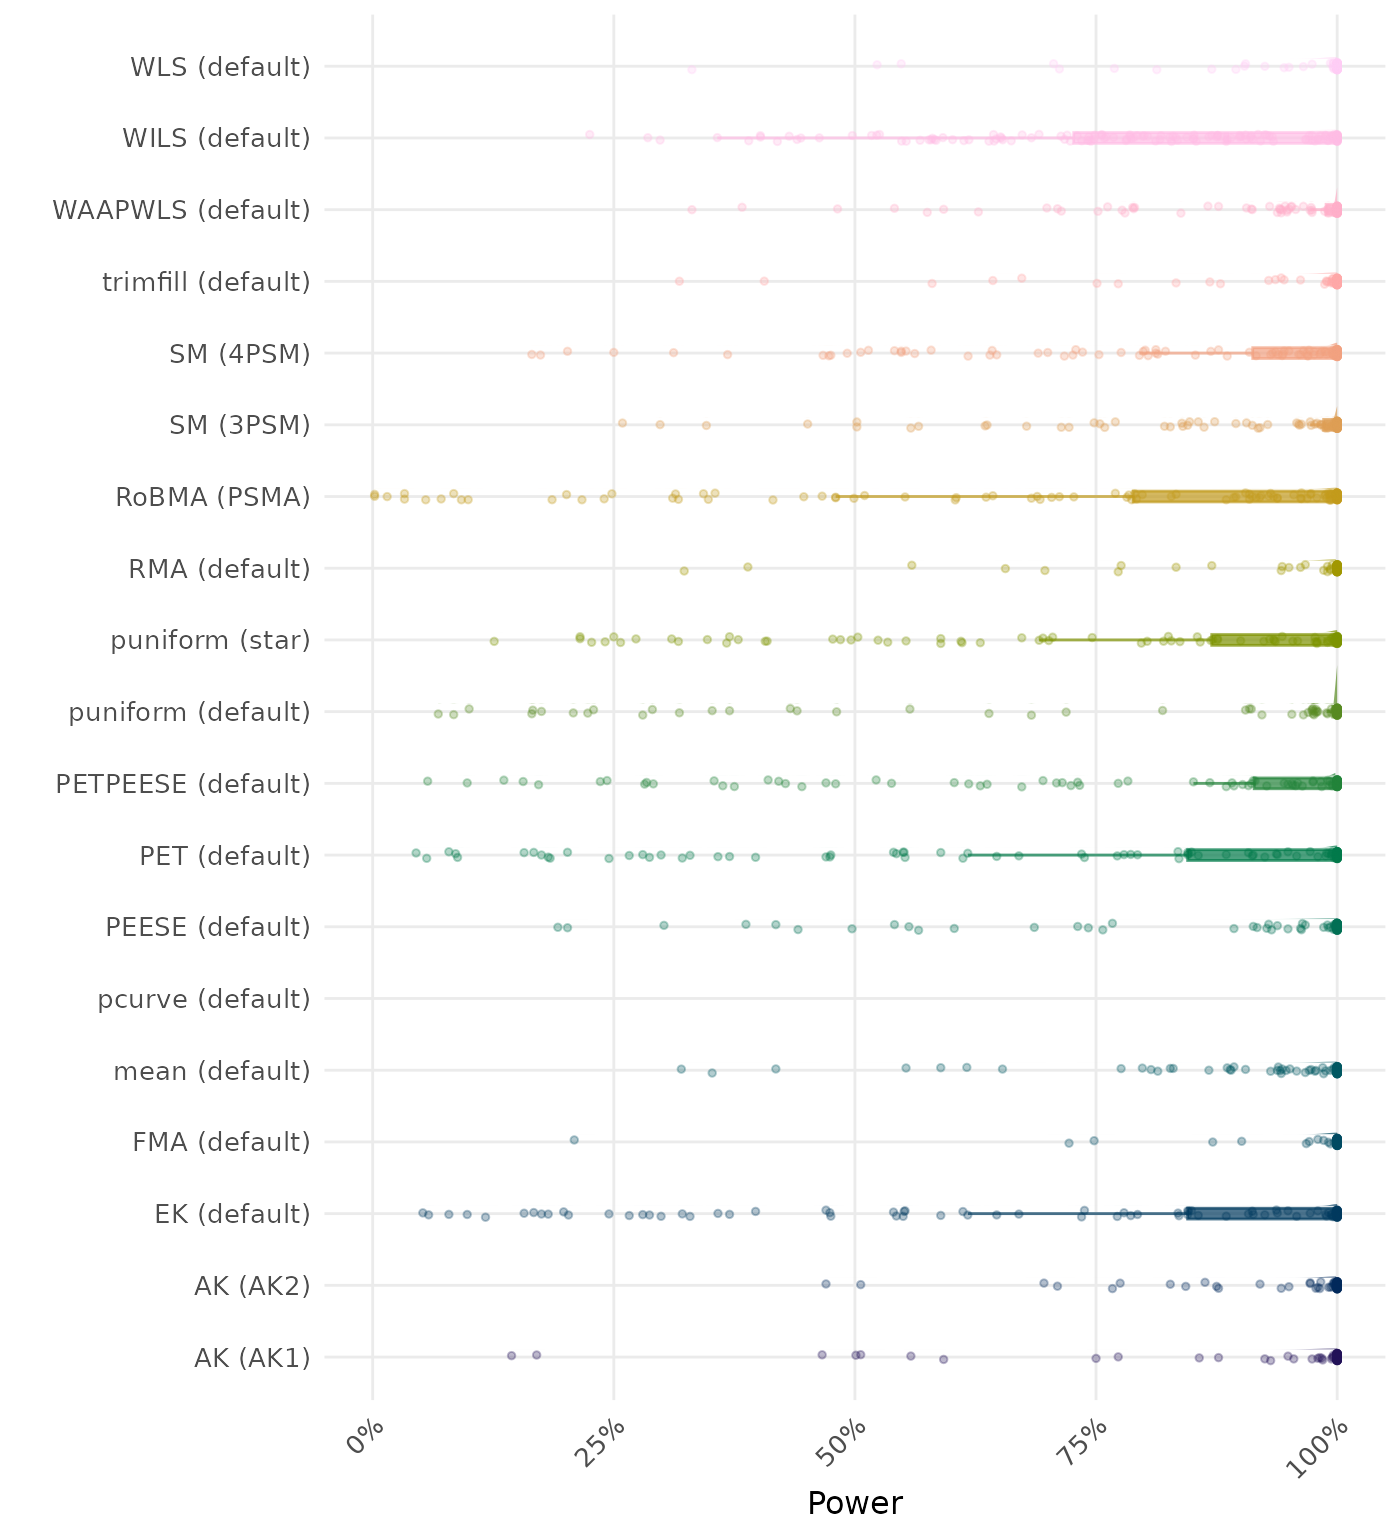 WLS (default)
WILS (default)
WAAPWLS (default)
trimfill (default)
SM (4PSM)
SM (3PSM)
RoBMA (PSMA)
RMA (default)
puniform (star)
puniform (default)
PETPEESE (default)
PET (default)
PEESE (default)
pcurve (default)
mean (default)
FMA (default)
EK (default)
AK (AK2)
AK (AK1)
0% 25% 50% 75% 100%
Power